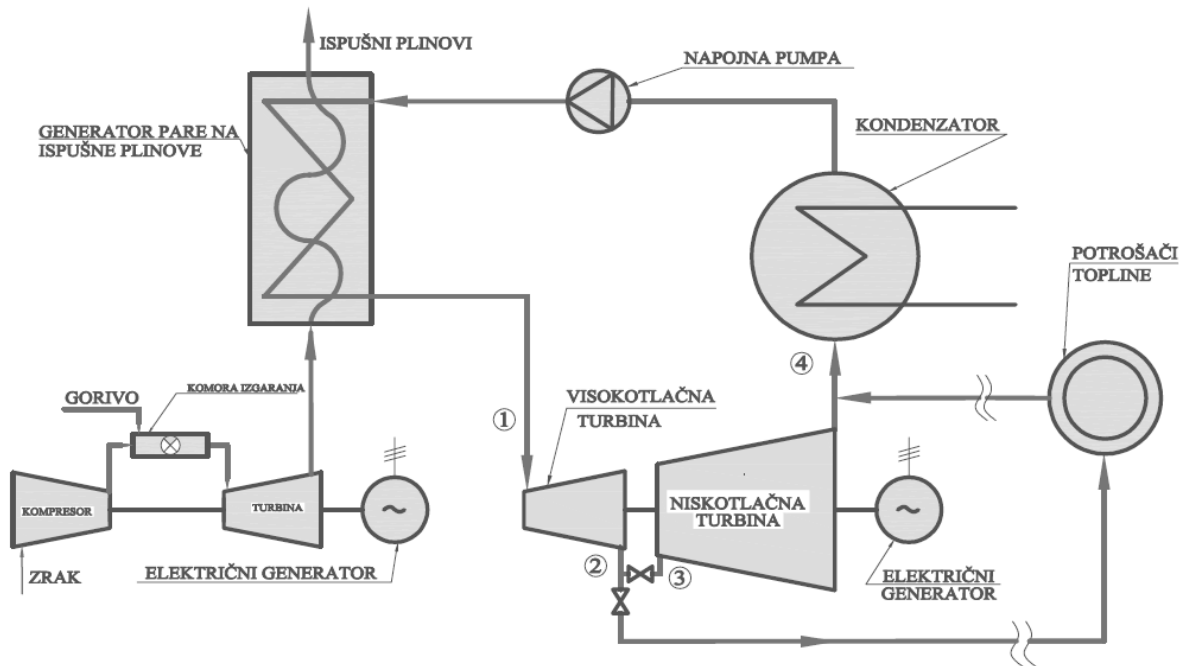 ISPUŠNI PLINOVI
NAPOJNA PUMPA
KONDENZATOR
GENERATOR PARE NA
ISPUŠNE PLINOVE
POTROŠAČI
TOPLINE
④
KOMORA IZGARANJA
GORIVO
①
VISOKOTLAČNA
TURBINA
KOMPRESOR
TURBINA
~
NISKOTLAČNA
TURBINA
~
ZRAK
ELEKTRIČNI GENERATOR
②
③
ELEKTRIČNI
GENERATOR